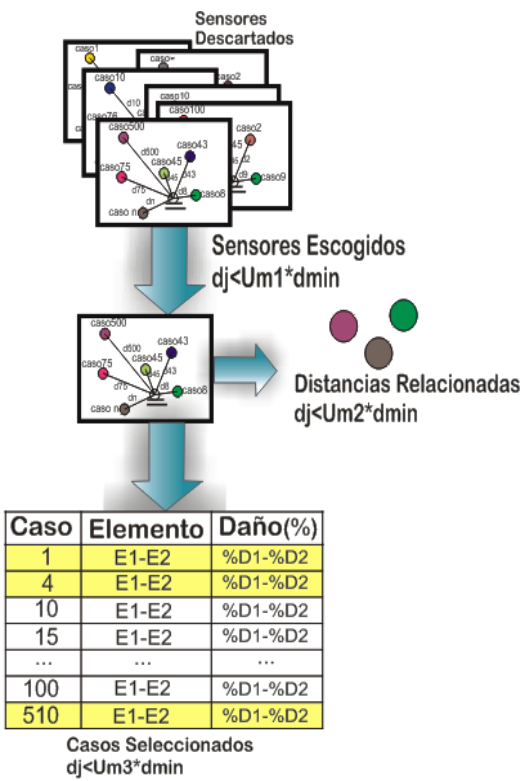 Sensores
Descartados
caso1
caso10
caso2
caso10
caso100
caso500
caso43
caso2
d500
caso75
caso45
d43
d2
d75
d8
d9
caso8
caso9
dn
caso n
Sensores Escogidos
dj<Um1*dmin
caso500
caso43
d500
caso75
caso45
d43
d75
d8
caso8
dn
caso n
Distancias Relacionadas
dj<Um2*dmin
Caso Elemento Daño(%)
1 E1-E2 %D1-%D2
4 E1-E2 %D1-%D2
10 E1-E2 %D1-%D2
15 E1-E2 %D1-%D2
... ... ...
100 E1-E2 %D1-%D2
510 E1-E2 %D1-%D2
Casos Seleccionados
dj<Um3*dmin